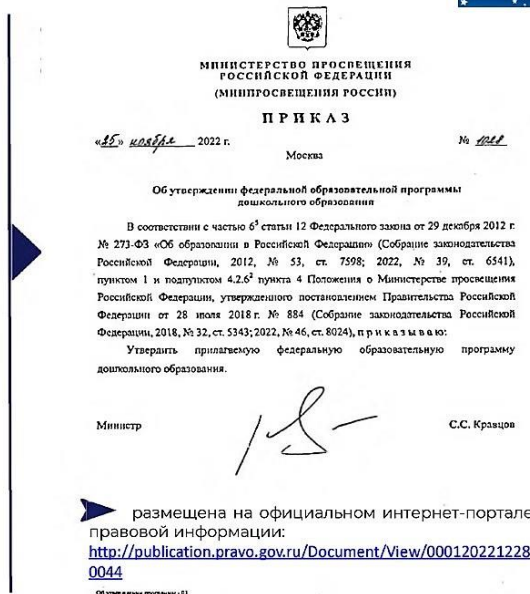 МИНИСТЕРСТВО ПРОСВЕЩЕНИЯ
РОССИЙСКОЙ ФЕДЕРАЦИИ
(МИНПРОСВЕЩЕНИЯ РОССИИ)
ПРИКАЗ
«25» ноября 2022 г. № 1028
Москва
Об утверждении федеральной образовательной программы
дошкольного образования
В соответствии с частью 6⁵ статьи 12 Федерального закона от 29 декабря 2012 г.
№ 273-ФЗ «Об образовании в Российской Федерации» (Собрание законодательства
Российской Федерации, 2012, № 53, ст. 7598; 2022, № 39, ст. 6541),
пунктом 1 и подпунктом 4.2.6² пункта 4 Положения о Министерстве просвещения
Российской Федерации, утвержденного постановлением Правительства Российской
Федерации от 28 июля 2018 г. № 884 (Собрание законодательства Российской
Федерации, 2018, № 32, ст. 5343; 2022, № 46, ст. 8024), приказываю:
Утвердить прилагаемую федеральную образовательную программу
дошкольного образования.
Министр С.С. Кравцов
размещена на официальном интернет-портале
правовой информации:
http://publication.pravo.gov.ru/Document/View/000120221228
0044